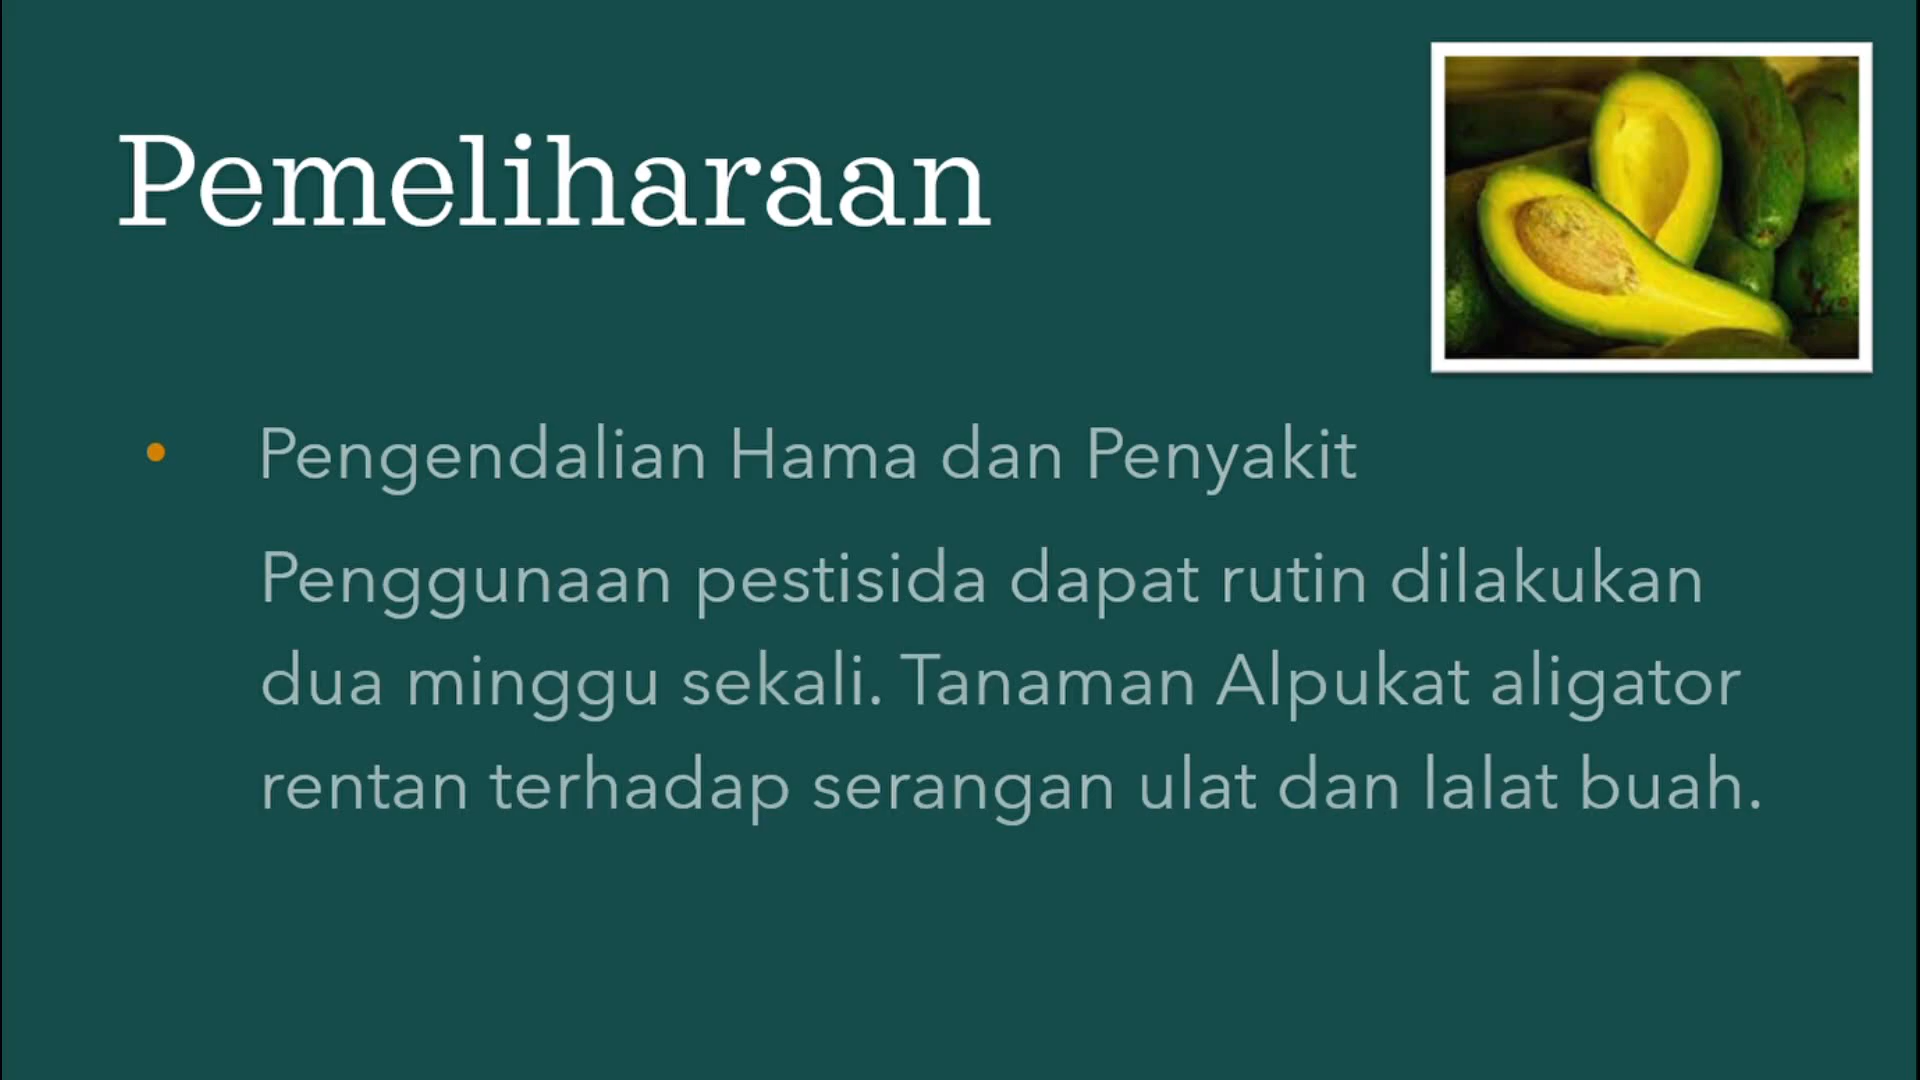 Pemeliharaan
• Pengendalian Hama dan Penyakit
Penggunaan pestisida dapat rutin dilakukan
dua minggu sekali. Tanaman Alpukat aligator
rentan terhadap serangan ulat dan lalat buah.